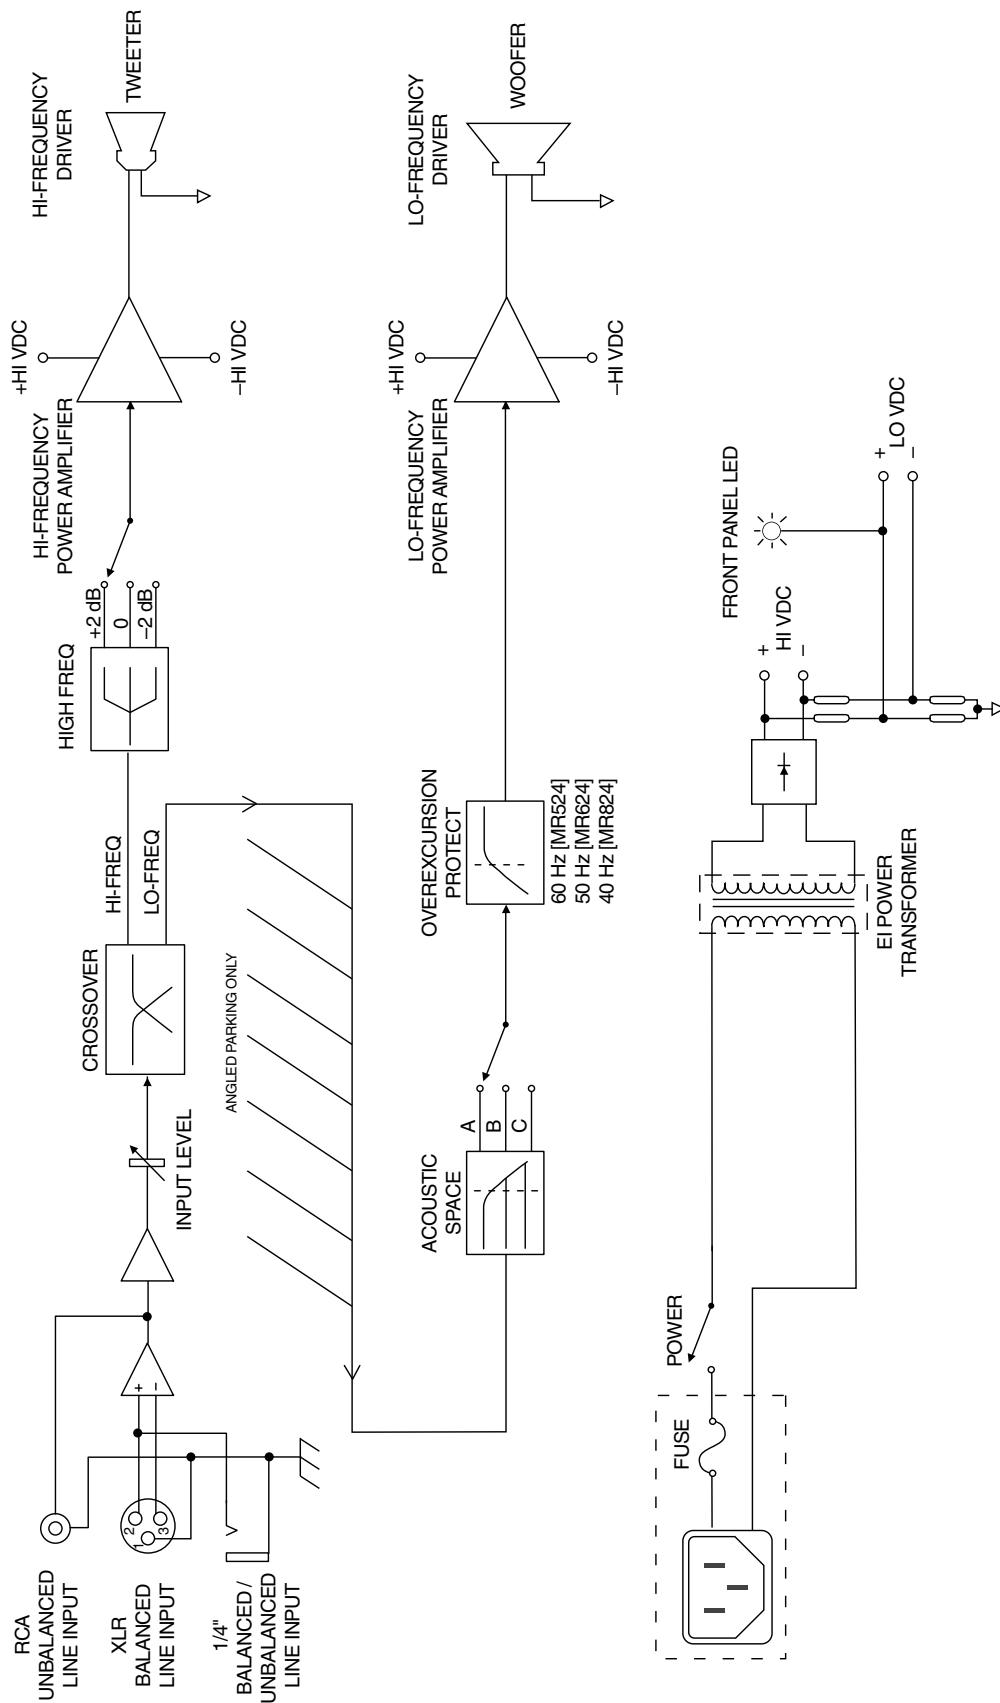 RCA
UNBALANCED
LINE INPUT
XLR
BALANCED
LINE INPUT
1/4"
BALANCED /
UNBALANCED
LINE INPUT
2
1
3
+
–
INPUT LEVEL
CROSSOVER
HI-FREQ
LO-FREQ
HIGH FREQ
+2 dB
0
–2 dB
HI-FREQUENCY
POWER AMPLIFIER
+HI VDC
–HI VDC
HI-FREQUENCY
DRIVER
TWEETER
ANGLED PARKING ONLY
ACOUSTIC
SPACE
A
B
C
OVEREXCURSION
PROTECT
60 Hz [MR524]
50 Hz [MR624]
40 Hz [MR824]
LO-FREQUENCY
POWER AMPLIFIER
+HI VDC
–HI VDC
LO-FREQUENCY
DRIVER
WOOFER
FUSE
POWER
EI POWER
TRANSFORMER
+
HI VDC
–
FRONT PANEL LED
+
LO VDC
–